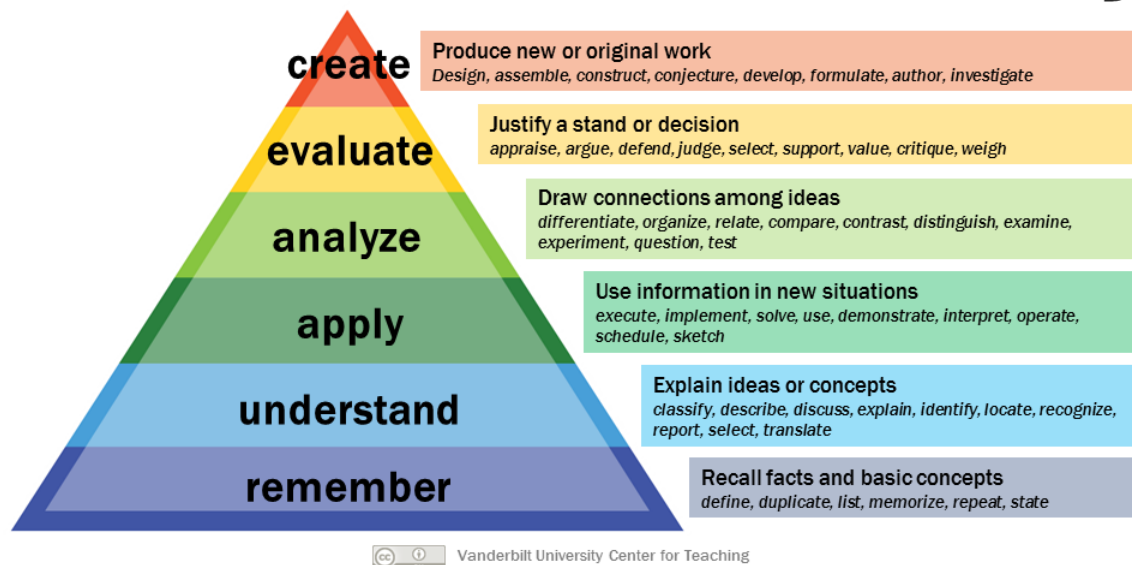 create
Produce new or original work
Design, assemble, construct, conjecture, develop, formulate, author, investigate
evaluate
Justify a stand or decision
appraise, argue, defend, judge, select, support, value, critique, weigh
analyze
Draw connections among ideas
differentiate, organize, relate, compare, contrast, distinguish, examine,
experiment, question, test
apply
Use information in new situations
execute, implement, solve, use, demonstrate, interpret, operate,
schedule, sketch
understand
Explain ideas or concepts
classify, describe, discuss, explain, identify, locate, recognize,
report, select, translate
remember
Recall facts and basic concepts
define, duplicate, list, memorize, repeat, state
cc Vanderbilt University Center for Teaching